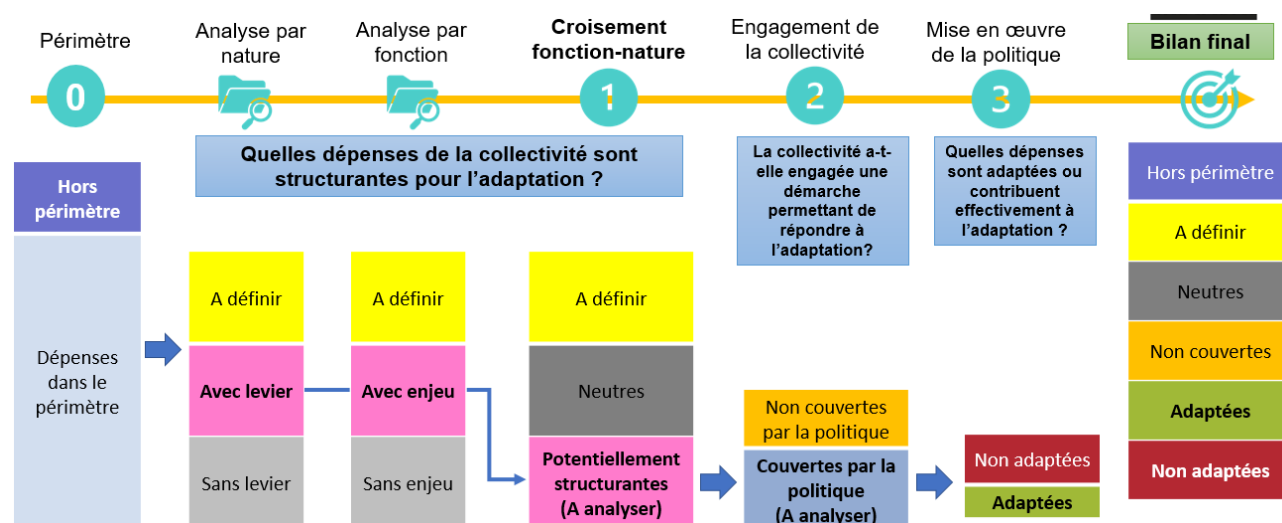 Périmètre
Analyse par
nature
Analyse par
fonction
Croisement
fonction-nature
Engagement de
la collectivité
Mise en œuvre
de la politique
Bilan final
0
1
2
3
Quelles dépenses de la collectivité sont
structurantes pour l'adaptation ?
La collectivité a-t-
elle engagée une
démarche
permettant de
répondre à
l'adaptation?
Quelles dépenses
sont adaptées ou
contribuent
effectivement à
l'adaptation ?
Hors
périmètre
Dépenses
dans le
périmètre
A définir
Avec levier
Sans levier
A définir
Avec enjeu
Sans enjeu
A définir
Neutres
Potentiellement
structurantes
(A analyser)
Non couvertes
par la politique
Couvertes par la
politique
(A analyser)
Non adaptées
Adaptées
Hors périmètre
A définir
Neutres
Non couvertes
Adaptées
Non adaptées